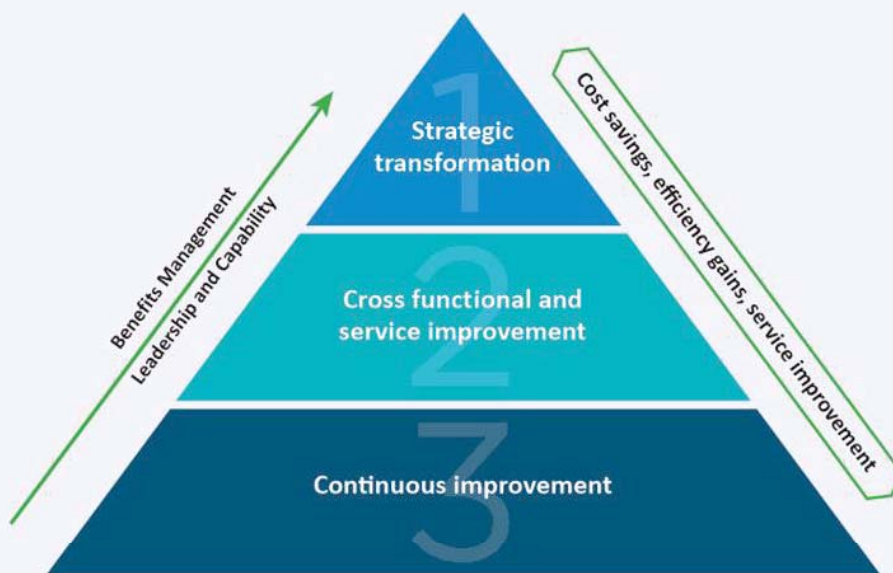 1
Strategic
transformation
2
Cross functional and
service improvement
3
Continuous improvement
Benefits Management
Leadership and Capability
Cost savings, efficiency gains, service improvement